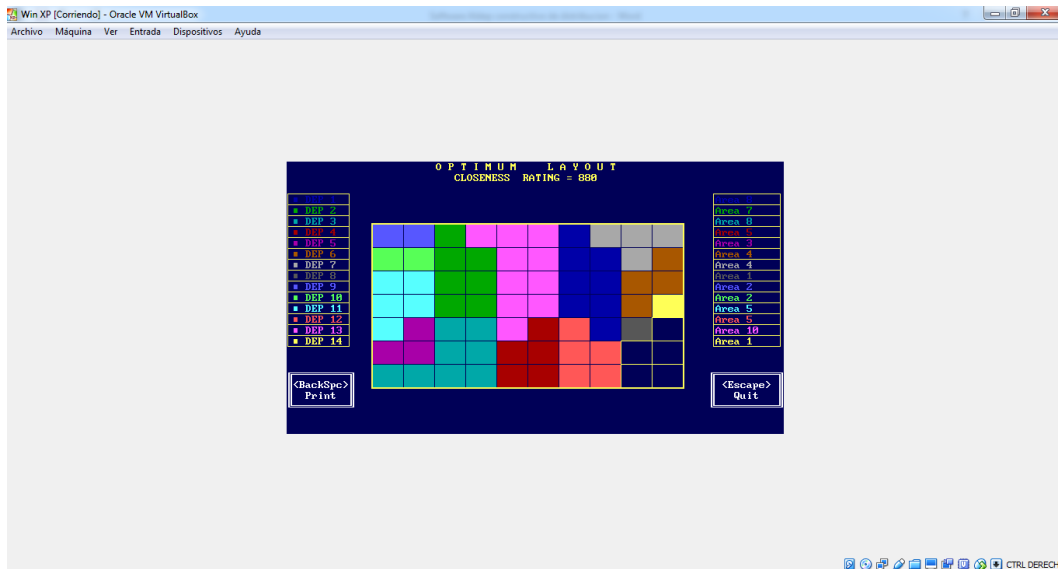 Win XP [Corriendo] - Oracle VM VirtualBox
Archivo Máquina Ver Entrada Dispositivos Ayuda
OPTIMUM LAYOUT
CLOSENESS RATING = 880
DEP 2
DEP 3
DEP 4
DEP 5
DEP 6
DEP 7
DEP 8
DEP 9
DEP 10
DEP 11
DEP 12
DEP 13
DEP 14
Area 7
Area 8
Area 5
Area 3
Area 4
Area 4
Area 1
Area 2
Area 2
Area 5
Area 5
Area 10
Area 1
<BackSpc>
Print
<Escape>
Quit
CTRL DERECH